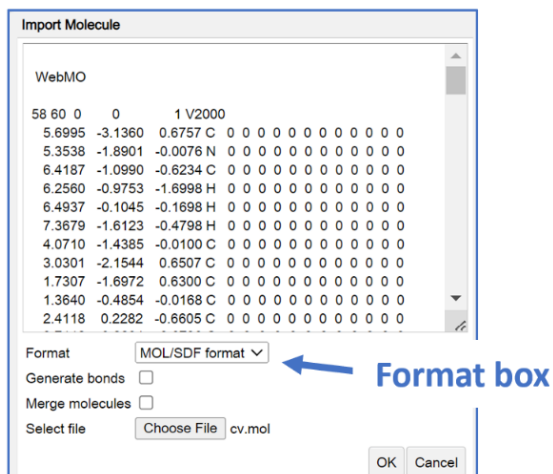 Import Molecule
WebMO
58 60 0 0 1 V2000
5.6995 -3.1360 0.6757 C 0 0 0 0 0 0 0 0 0 0 0 0
5.3538 -1.8901 -0.0076 N 0 0 0 0 0 0 0 0 0 0 0 0
6.4187 -1.0990 -0.6234 C 0 0 0 0 0 0 0 0 0 0 0 0
6.2560 -0.9753 -1.6998 H 0 0 0 0 0 0 0 0 0 0 0 0
6.4937 -0.1045 -0.1698 H 0 0 0 0 0 0 0 0 0 0 0 0
7.3679 -1.6123 -0.4798 H 0 0 0 0 0 0 0 0 0 0 0 0
4.0710 -1.4385 -0.0100 C 0 0 0 0 0 0 0 0 0 0 0 0
3.0301 -2.1544 0.6507 C 0 0 0 0 0 0 0 0 0 0 0 0
1.7307 -1.6972 0.6300 C 0 0 0 0 0 0 0 0 0 0 0 0
1.3640 -0.4854 -0.0168 C 0 0 0 0 0 0 0 0 0 0 0 0
2.4118 0.2282 -0.6605 C 0 0 0 0 0 0 0 0 0 0 0 0
Format MOL/SDF format
Format box
Generate bonds
Merge molecules
Select file Choose File cv.mol
OK Cancel